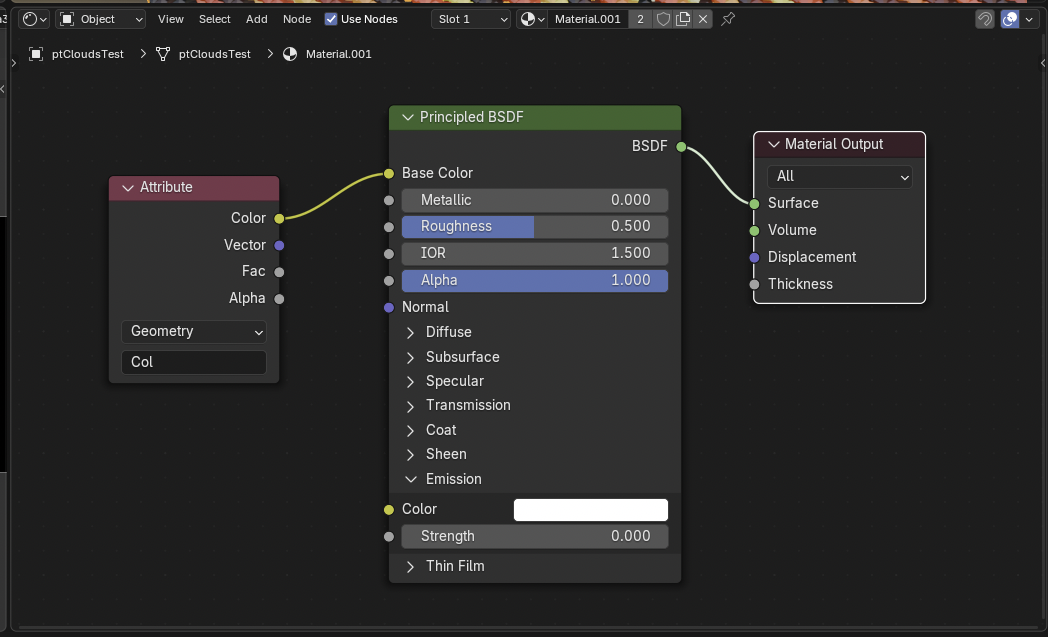 Object View Select Add Node Use Nodes Slot 1 Material.001 2
ptCloudsTest ptCloudsTest Material.001
Attribute
Color
Vector
Fac
Alpha
Geometry
Col
Principled BSDF
BSDF
Base Color
Metallic 0.000
Roughness 0.500
IOR 1.500
Alpha 1.000
Normal
Diffuse
Subsurface
Specular
Transmission
Coat
Sheen
Emission
Color
Strength 0.000
Thin Film
Material Output
All
Surface
Volume
Displacement
Thickness